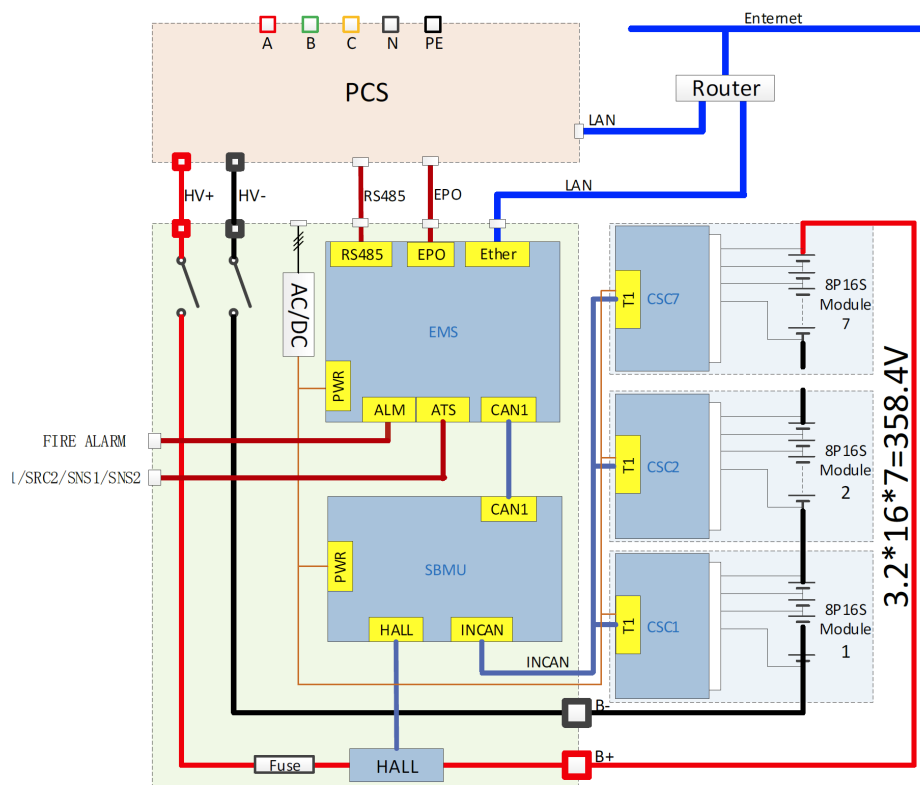 Enternet
A
B
C
N
PE
PCS
Router
LAN
HV+
HV-
RS485
EPO
LAN
RS485
EPO
Ether
AC/DC
EMS
PWR
ALM
ATS
CAN1
T1
CSC7
8P16S
Module
7
FIRE ALARM
l/SRC2/SNS1/SNS2
T1
CSC2
8P16S
Module
2
3.2*16*7=358.4V
CAN1
PWR
SBMU
HALL
INCAN
INCAN
T1
CSC1
8P16S
Module
1
B-
B+
Fuse
HALL